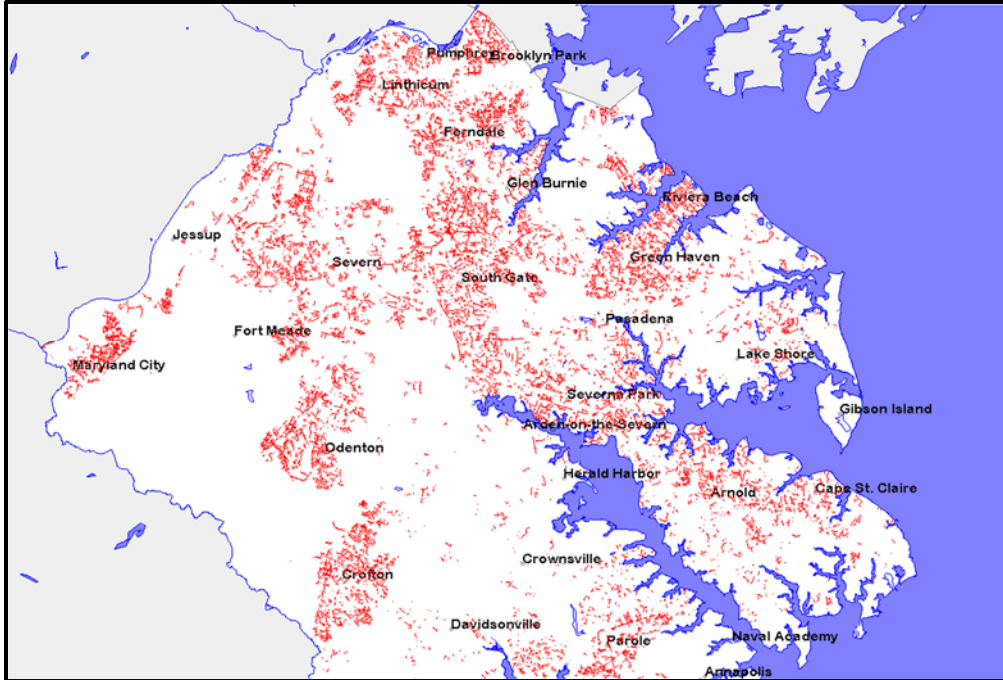 Pumphrey
Brooklyn Park
Linthicum
Ferndale
Glen Burnie
Riviera Beach
Jessup
Severn
Green Haven
South Gate
Pasadena
Fort Meade
Lake Shore
Maryland City
Severna Park
Gibson Island
Arden-on-the-Severn
Odenton
Herald Harbor
Arnold
Cape St. Claire
Crownsville
Crofton
Davidsonville
Parole
Naval Academy
Annapolis